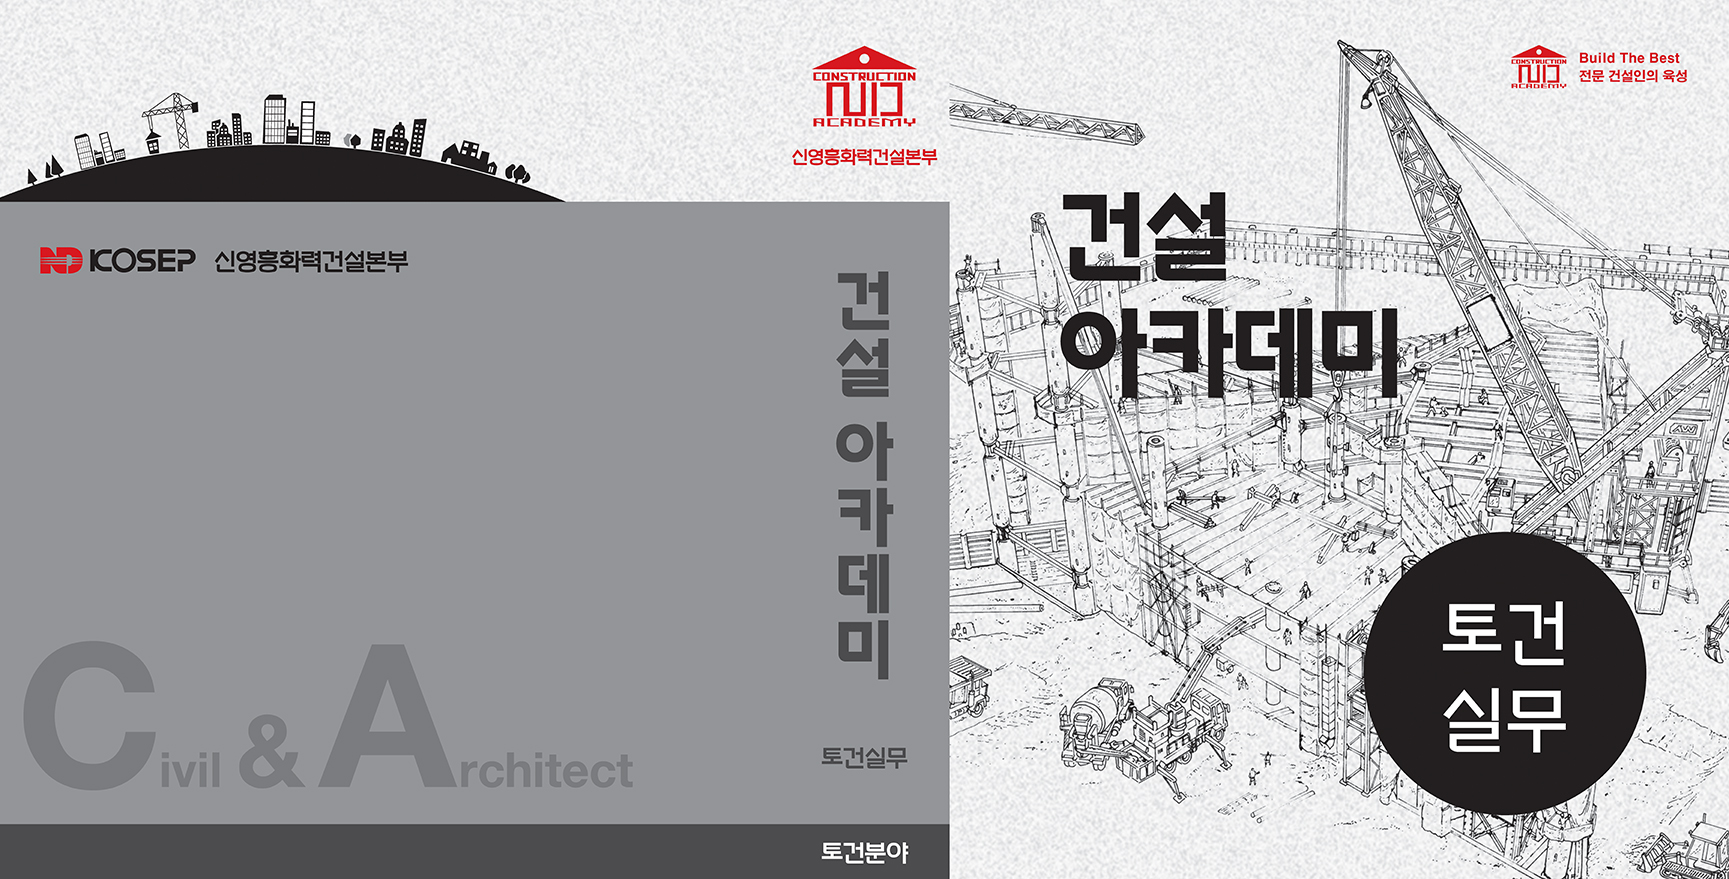 CONSTRUCTION
ACADEMY
신영흥화력건설본부
KOSEP 신영흥화력건설본부
Civil & Architect
건설 아카데미
토건실무
토건분야
CONSTRUCTION
ACADEMY
Build The Best
전문 건설인의 육성
건설
아카데미
토건
실무